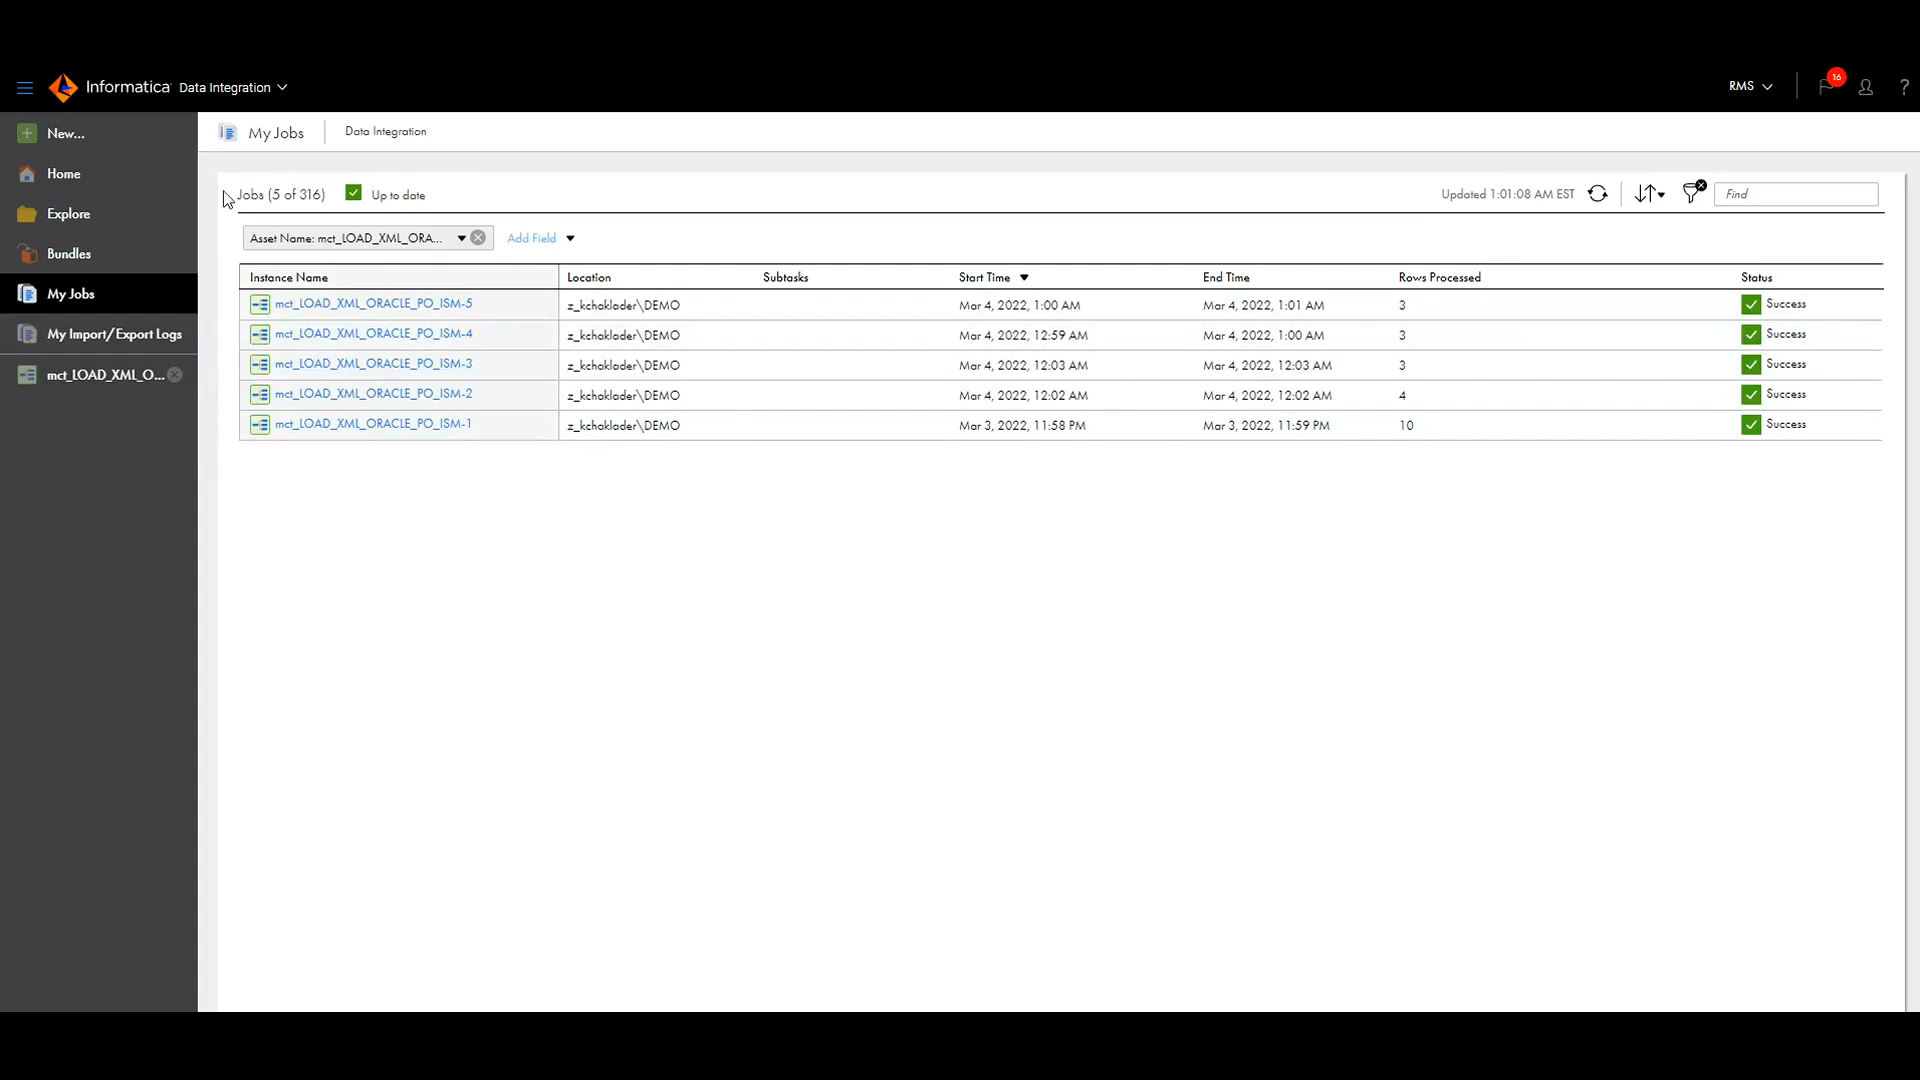 Informatica Data Integration
RMS
16
?
New...
Home
Explore
Bundles
My Jobs
My Import/Export Logs
mct_LOAD_XML_O...
My Jobs
Data Integration
Jobs (5 of 316)
Up to date
Updated 1:01:08 AM EST
Find
Asset Name: mct_LOAD_XML_ORA...
Add Field
Instance Name Location Subtasks Start Time End Time Rows Processed Status
mct_LOAD_XML_ORACLE_PO_ISM-5 z_kchaklader\DEMO Mar 4, 2022, 1:00 AM Mar 4, 2022, 1:01 AM 3 Success
mct_LOAD_XML_ORACLE_PO_ISM-4 z_kchaklader\DEMO Mar 4, 2022, 12:59 AM Mar 4, 2022, 1:00 AM 3 Success
mct_LOAD_XML_ORACLE_PO_ISM-3 z_kchaklader\DEMO Mar 4, 2022, 12:03 AM Mar 4, 2022, 12:03 AM 3 Success
mct_LOAD_XML_ORACLE_PO_ISM-2 z_kchaklader\DEMO Mar 4, 2022, 12:02 AM Mar 4, 2022, 12:02 AM 4 Success
mct_LOAD_XML_ORACLE_PO_ISM-1 z_kchaklader\DEMO Mar 3, 2022, 11:58 PM Mar 3, 2022, 11:59 PM 10 Success